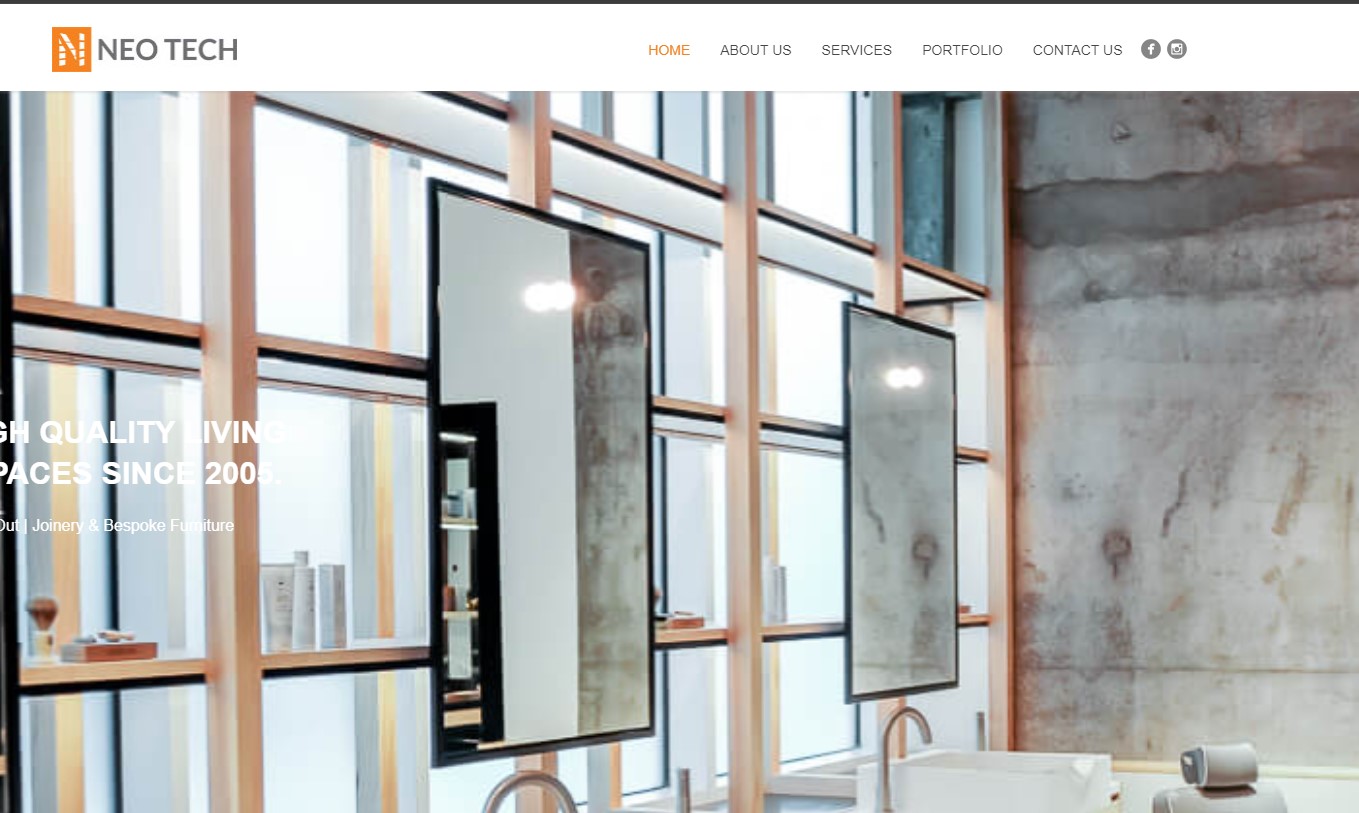 NEO TECH
HOME ABOUT US SERVICES PORTFOLIO CONTACT US
GH QUALITY LIVING
PACES SINCE 2005.
Out | Joinery & Bespoke Furniture